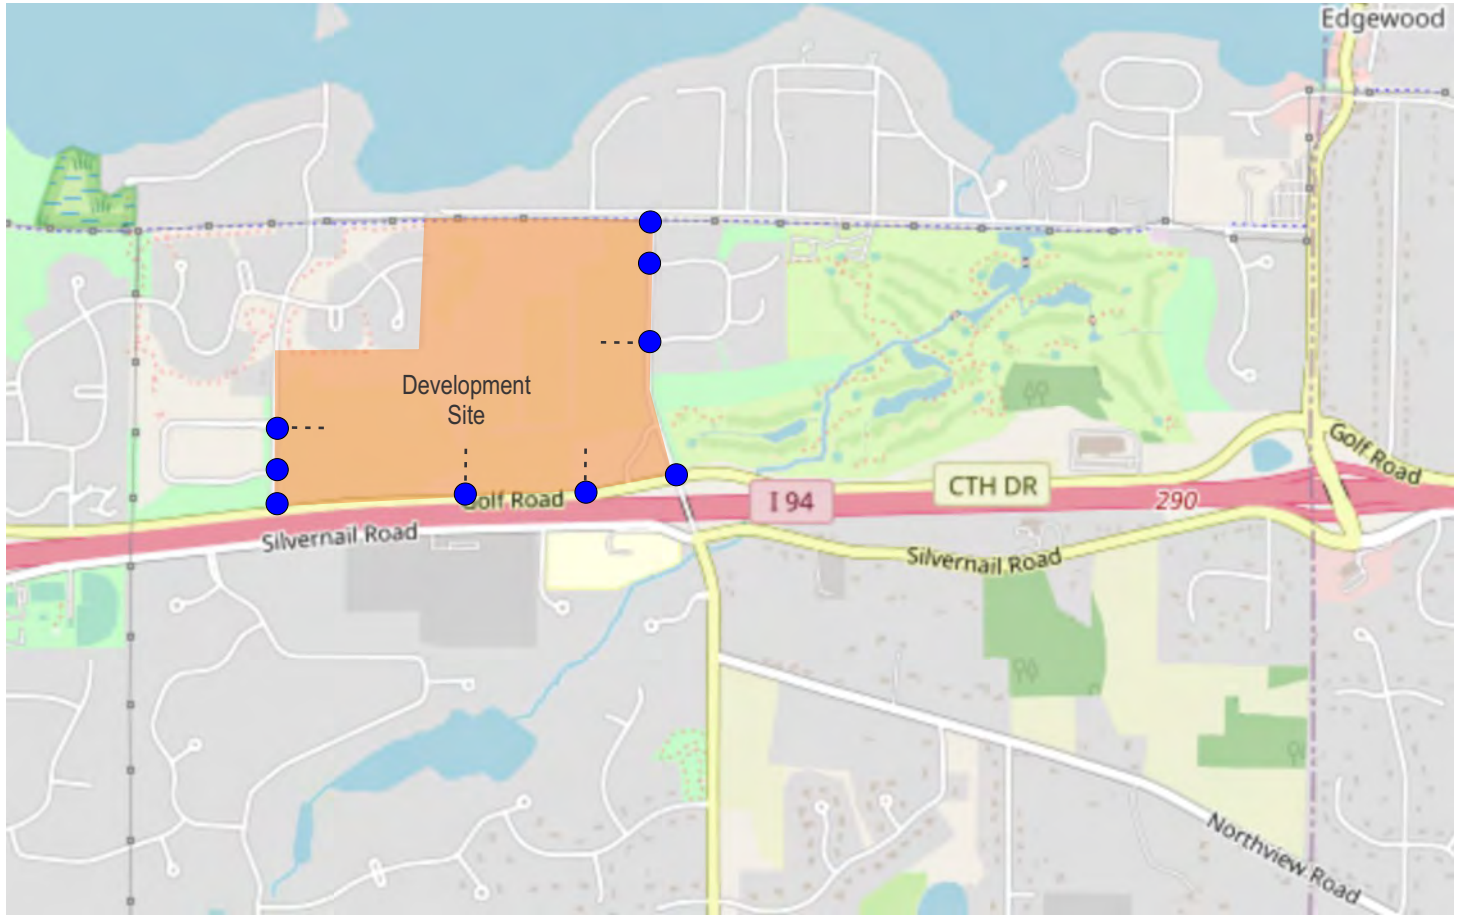 Edgewood
Development
Site
Golf Road
CTH DR
I 94
290
Golf Road
Silvernail Road
Silvernail Road
Northview Road